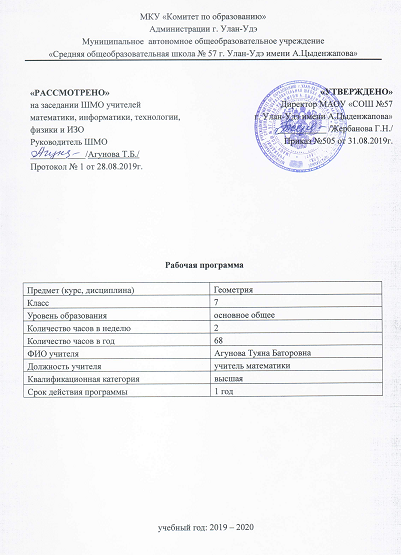 МКУ «Комитет по образованию»
Администрации г. Улан-Удэ
Муниципальное автономное общеобразовательное учреждение
«Средняя общеобразовательная школа № 57 г. Улан-Удэ имени А.Цыденжапова»
«РАССМОТРЕНО»
на заседании ШМО учителей
математики, информатики, технологии,
физики и ИЗО
Руководитель ШМО
/Агунова Т.Б./
Протокол № 1 от 28.08.2019г.
«УТВЕРЖДЕНО»
Директор МАОУ «СОШ №57
г. Улан-Удэ имени А.Цыденжапова»
/Жербанова Г.Н./
Приказ №505 от 31.08.2019г.
Рабочая программа
Предмет (курс, дисциплина) Геометрия
Класс 7
Уровень образования основное общее
Количество часов в неделю 2
Количество часов в год 68
ФИО учителя Агунова Туяна Баторовна
Должность учителя учитель математики
Квалификационная категория высшая
Срок действия программы 1 год
учебный год: 2019 – 2020